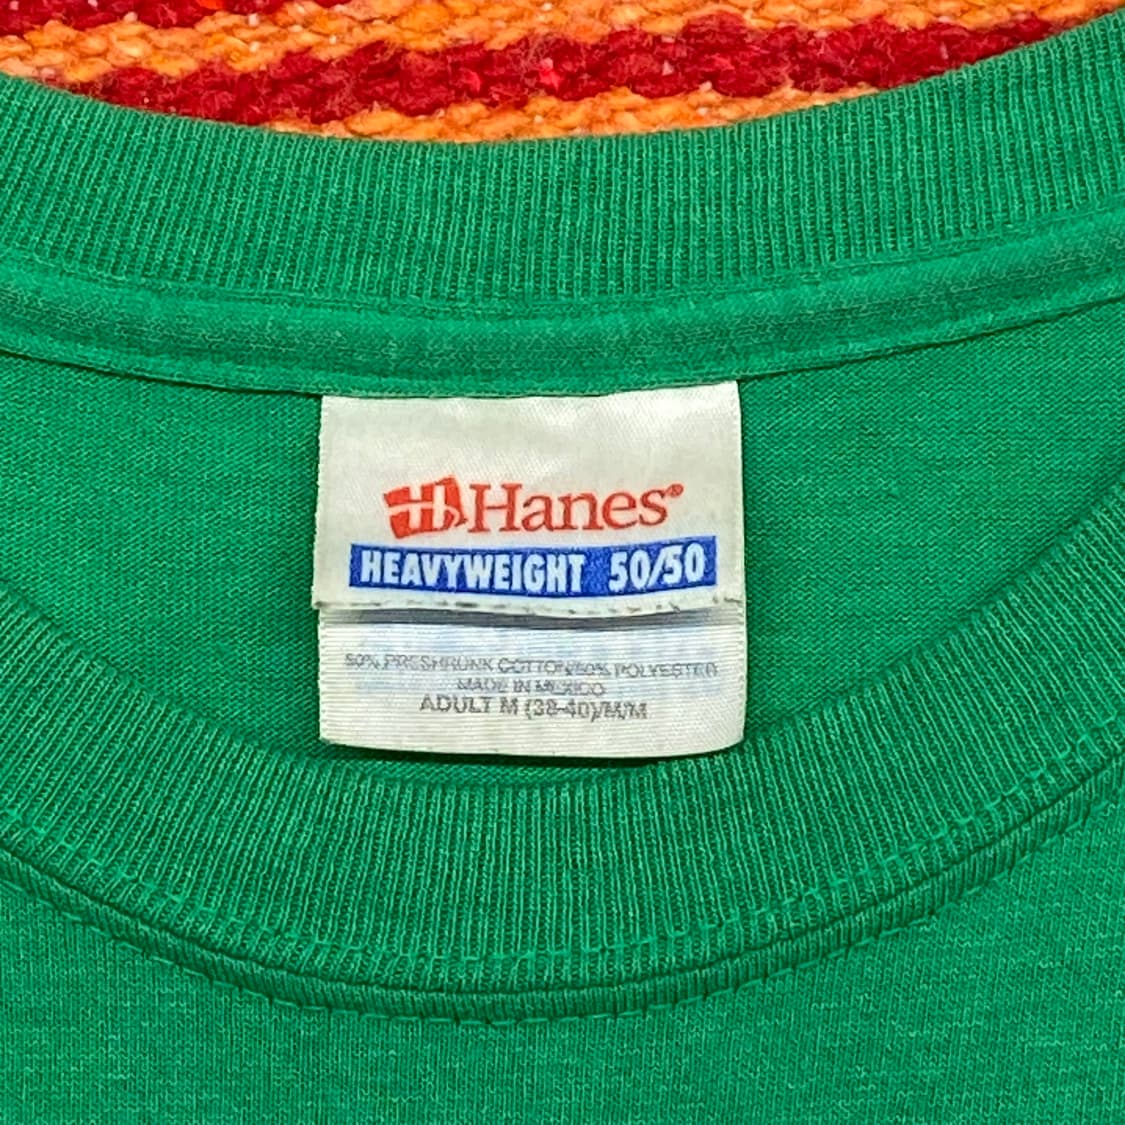 Hanes®
HEAVYWEIGHT 50/50
50% PRESHRUNK COTTON/50% POLYESTER
MADE IN MEXICO
ADULT M (38-40)/M/M